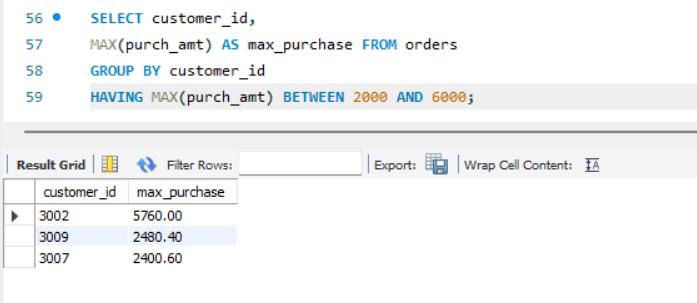 56 SELECT customer_id,
57 MAX(purch_amt) AS max_purchase FROM orders
58 GROUP BY customer_id
59 HAVING MAX(purch_amt) BETWEEN 2000 AND 6000;
Result Grid Filter Rows: Export: Wrap Cell Content: IA
customer_id max_purchase
3002 5760.00
3009 2480.40
3007 2400.60